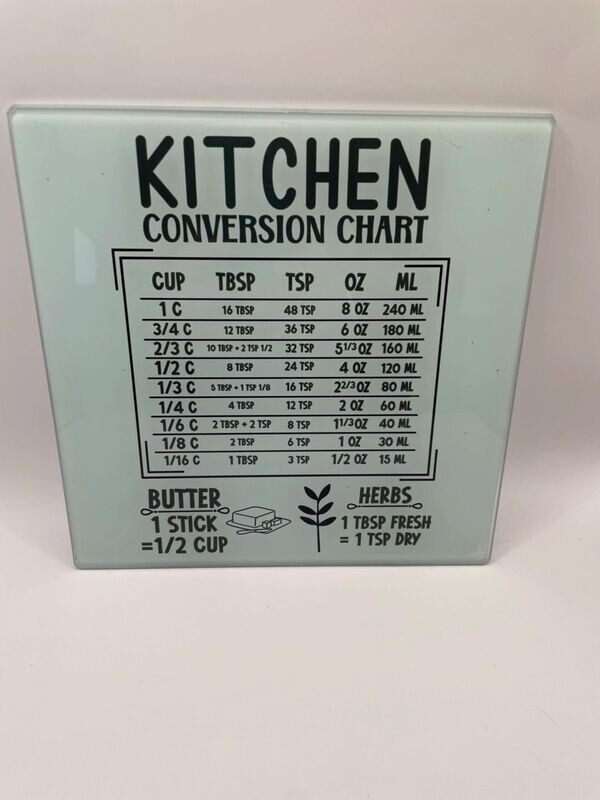 KITCHEN
CONVERSION CHART
CUP TBSP TSP OZ ML
1 C 16 TBSP 48 TSP 8 OZ 240 ML
3/4 C 12 TBSP 36 TSP 6 OZ 180 ML
2/3 C 10 TBSP + 2 TSP 1/2 32 TSP 51/3 OZ 160 ML
1/2 C 8 TBSP 24 TSP 4 OZ 120 ML
1/3 C 5 TBSP + 1 TSP 1/8 16 TSP 22/3 OZ 80 ML
1/4 C 4 TBSP 12 TSP 2 OZ 60 ML
1/6 C 2 TBSP + 2 TSP 8 TSP 11/3 OZ 40 ML
1/8 C 2 TBSP 6 TSP 1 OZ 30 ML
1/16 C 1 TBSP 3 TSP 1/2 OZ 15 ML
BUTTER
1 STICK
=1/2 CUP
HERBS
1 TBSP FRESH
= 1 TSP DRY